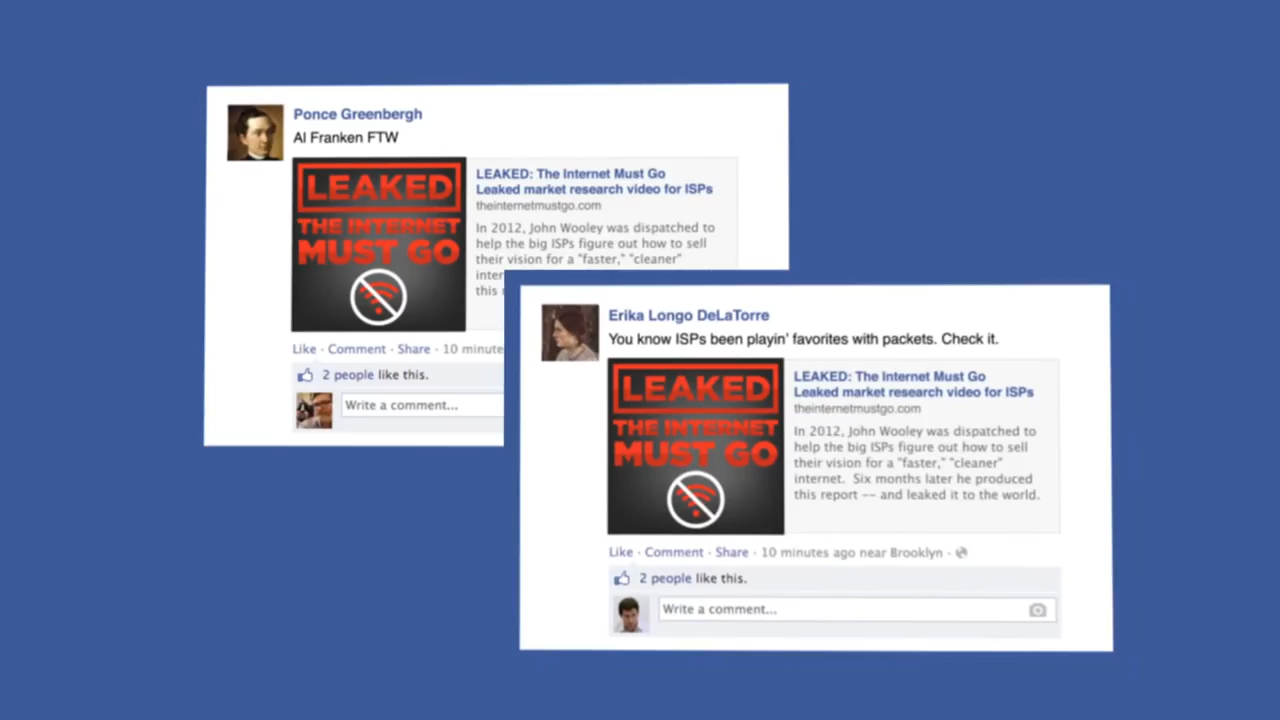 Ponce Greenbergh
Al Franken FTW
LEAKED
THE INTERNET
MUST GO
LEAKED: The Internet Must Go
Leaked market research video for ISPs
theinternetmustgo.com
In 2012, John Wooley was dispatched to
help the big ISPs figure out how to sell
their vision for a "faster," "cleaner"
inter
this
Like · Comment · Share · 10 minute
2 people like this.
Write a comment...
Erika Longo DeLaTorre
You know ISPs been playin' favorites with packets. Check it.
LEAKED
THE INTERNET
MUST GO
LEAKED: The Internet Must Go
Leaked market research video for ISPs
theinternetmustgo.com
In 2012, John Wooley was dispatched to
help the big ISPs figure out how to sell
their vision for a "faster," "cleaner"
internet. Six months later he produced
this report -- and leaked it to the world.
Like · Comment · Share · 10 minutes ago near Brooklyn ·
2 people like this.
Write a comment...